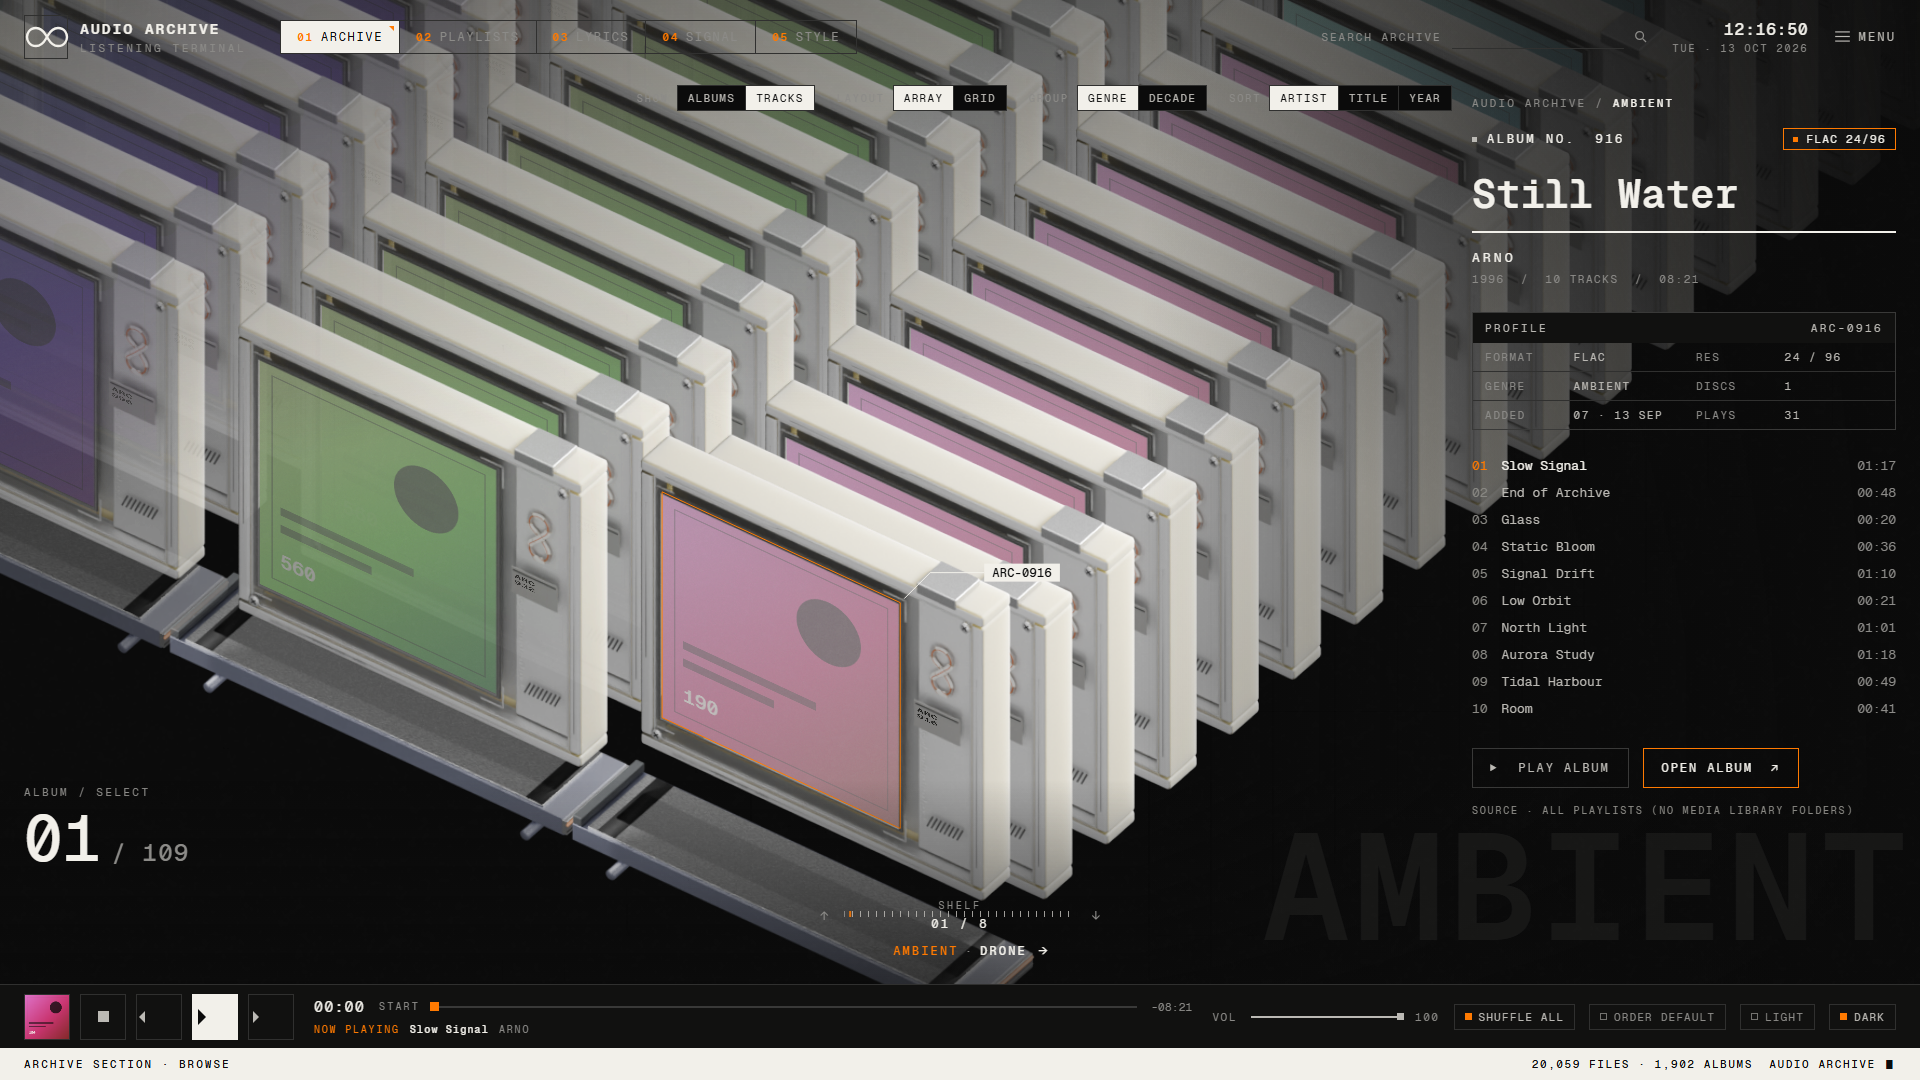 AUDIO ARCHIVE
LISTENING TERMINAL
01 ARCHIVE
02 PLAYLISTS
03 LYRICS
04 SIGNAL
05 STYLE
SEARCH ARCHIVE
12:16:50
TUE · 13 OCT 2026
MENU
ALBUMS TRACKS
ARRAY GRID
GENRE DECADE
SORT ARTIST TITLE YEAR
AUDIO ARCHIVE / AMBIENT
ALBUM NO. 916
FLAC 24/96
Still Water
ARNO
1996 / 10 TRACKS / 08:21
PROFILE ARC-0916
FORMAT FLAC RES 24 / 96
GENRE AMBIENT DISCS 1
ADDED 07 · 13 SEP PLAYS 31
01 Slow Signal 01:17
02 End of Archive 00:48
03 Glass 00:20
04 Static Bloom 00:36
05 Signal Drift 01:10
06 Low Orbit 00:21
07 North Light 01:01
08 Aurora Study 01:18
09 Tidal Harbour 00:49
10 Room 00:41
PLAY ALBUM
OPEN ALBUM
SOURCE · ALL PLAYLISTS (NO MEDIA LIBRARY FOLDERS)
AMBIENT
560
190
ARC-0916
ARC
916
ALBUM / SELECT
01 / 109
SHELF
01 / 8
AMBIENT · DRONE →
00:00 START
-08:21
NOW PLAYING Slow Signal ARNO
VOL 100
SHUFFLE ALL
ORDER DEFAULT
LIGHT
DARK
ARCHIVE SECTION · BROWSE
20,059 FILES · 1,902 ALBUMS AUDIO ARCHIVE